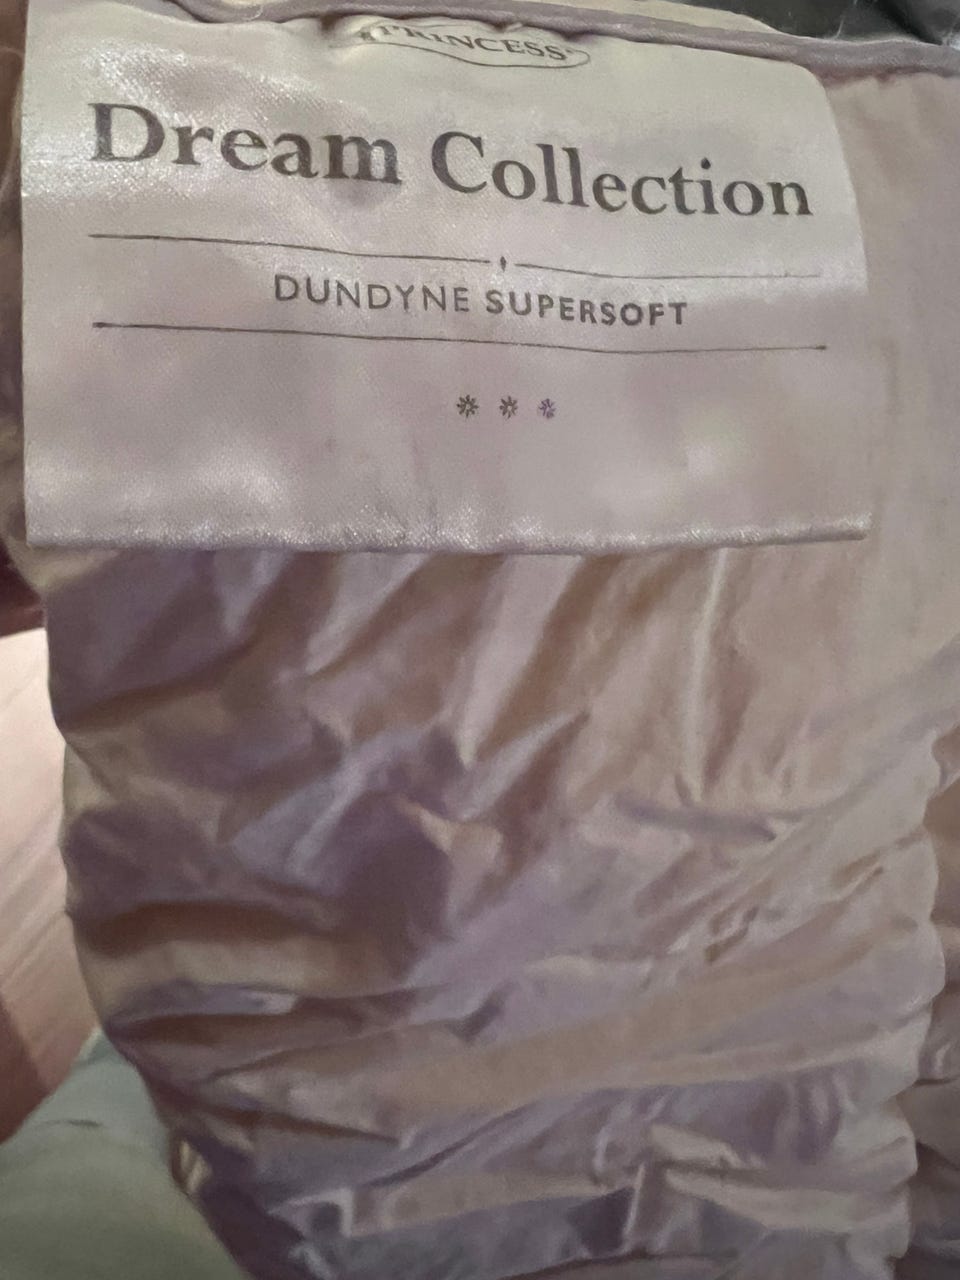 PRINCESS
Dream Collection
DUNDYNE SUPERSOFT
***